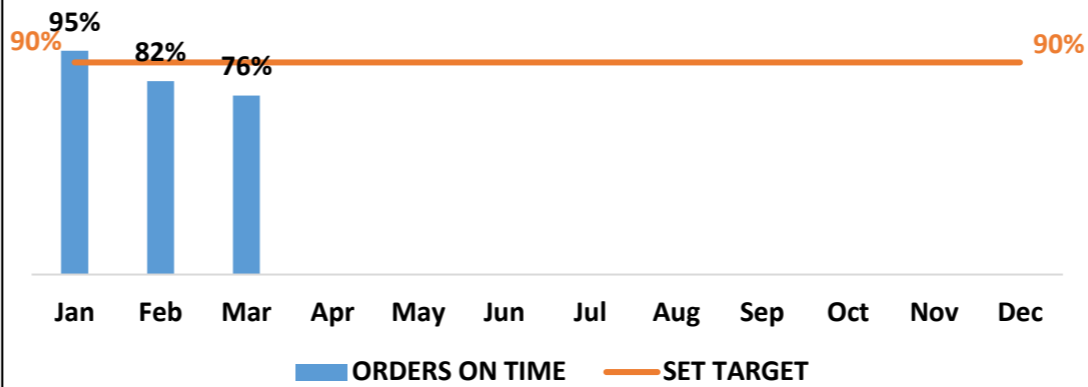 95%
90% 82% 76% 90%
Jan Feb Mar Apr May Jun Jul Aug Sep Oct Nov Dec
ORDERS ON TIME SET TARGET